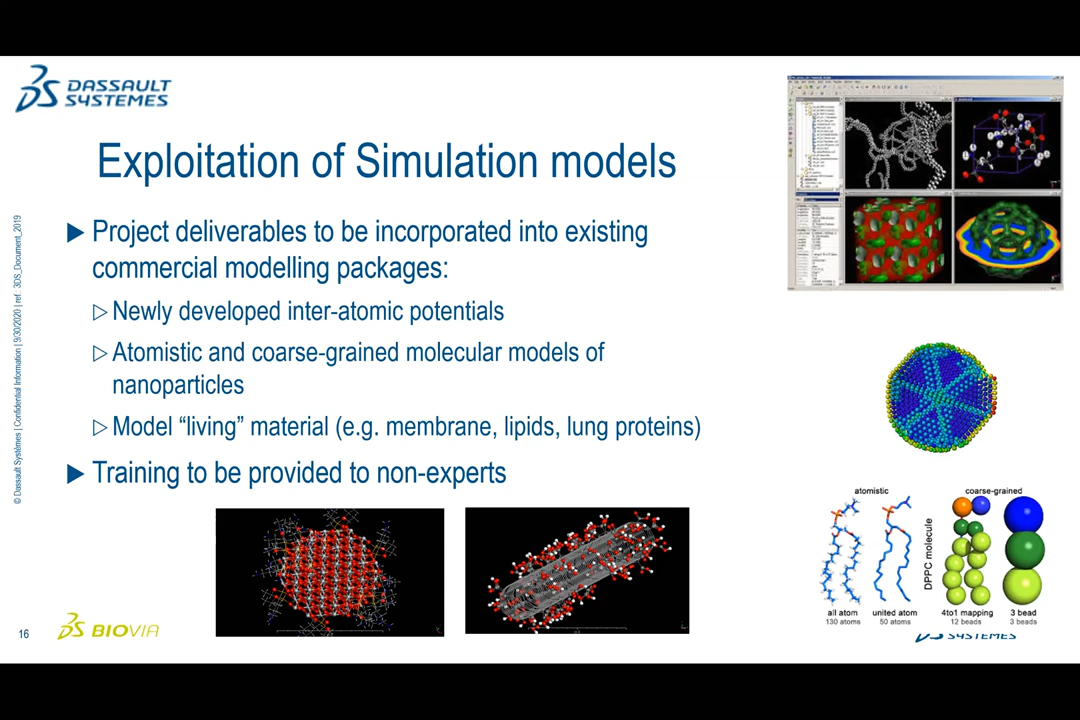 DASSAULT
SYSTEMES
Exploitation of Simulation models
Project deliverables to be incorporated into existing
commercial modelling packages:
Newly developed inter-atomic potentials
Atomistic and coarse-grained molecular models of
nanoparticles
Model “living” material (e.g. membrane, lipids, lung proteins)
Training to be provided to non-experts
© Dassault Systèmes | Confidential Information | 9/30/2020 | ref.: 3DS_Document_2019
atomistic coarse-grained
DPPC molecule
all atom united atom 4to1 mapping 3 bead
130 atoms 50 atoms 12 beads 3 beads
16
BIOVIA
SYSTEMES